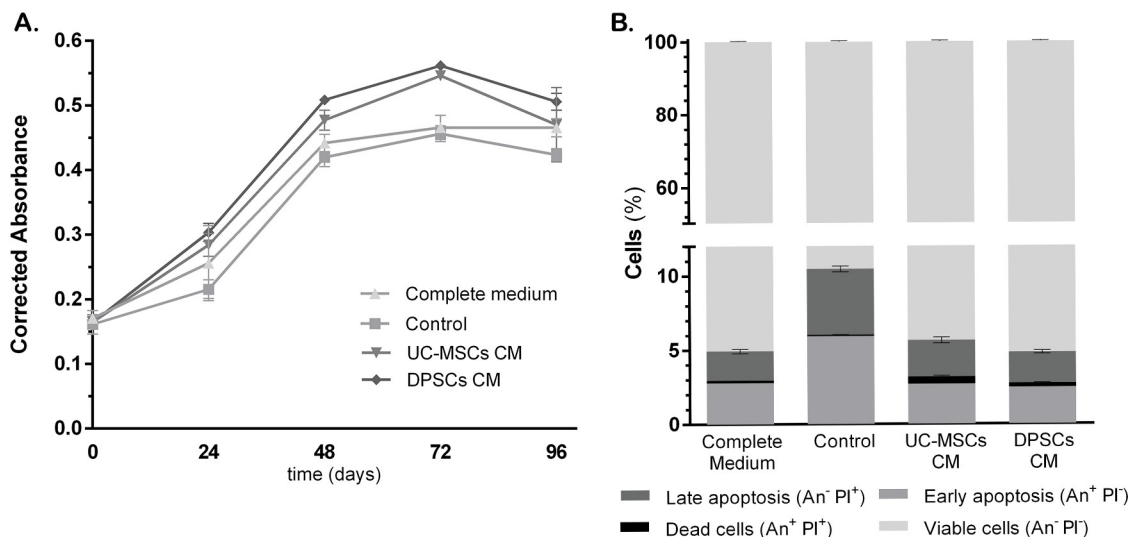 A.
Corrected Absorbance
0.6
0.5
0.4
0.3
0.2
0.1
0.0
0 24 48 72 96
time (days)
Complete medium
Control
UC-MSCs CM
DPSCs CM
B.
Cells (%)
100
80
60
10
5
0
Complete Control UC-MSCs DPSCs
Medium CM CM
Late apoptosis (An⁻ PI⁺) Early apoptosis (An⁺ PI⁻)
Dead cells (An⁺ PI⁺) Viable cells (An⁻ PI⁻)